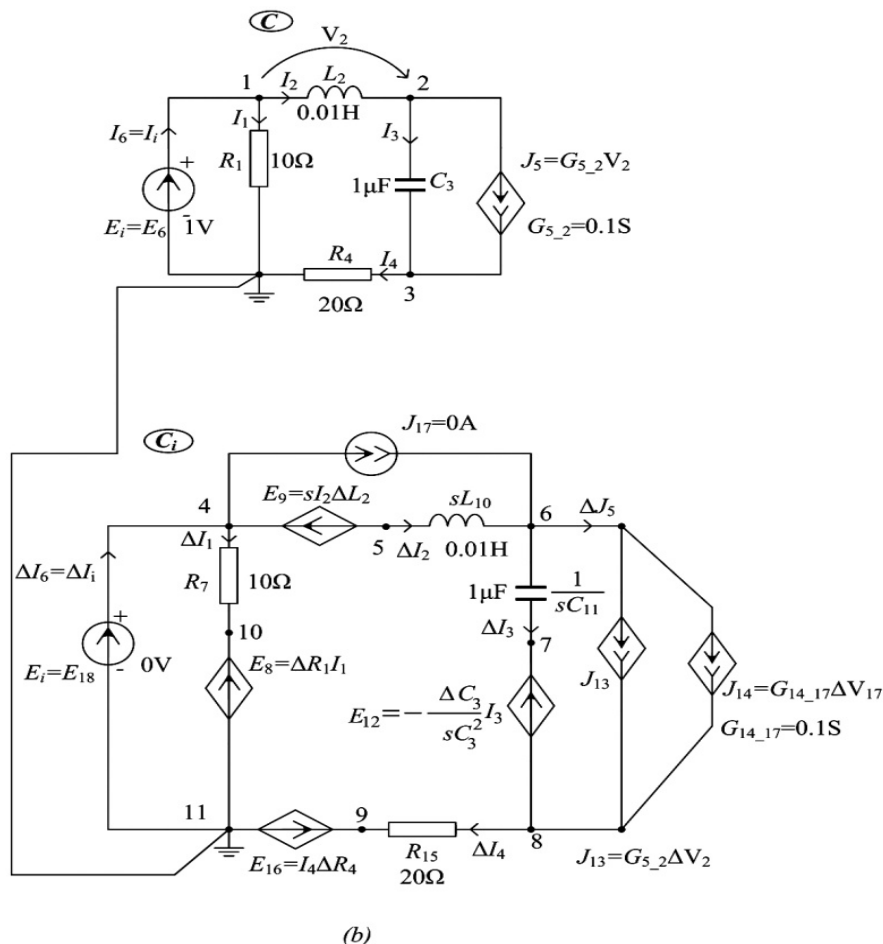 C
V₂
1
I₂
L₂
2
0.01H
I₆=Iᵢ
I₁
R₁
10Ω
I₃
1µF
C₃
J₅=G₅_₂V₂
G₅_₂=0.1S
+
-
Eᵢ=E₆
1V
R₄
I₄
3
20Ω
Cᵢ
J₁₇=0A
4
E₉=sI₂ΔL₂
5
ΔI₂
sL₁₀
0.01H
6
ΔJ₅
ΔI₆=ΔIᵢ
ΔI₁
R₇
10Ω
1µF
1/sC₁₁
ΔI₃
7
10
+
-
Eᵢ=E₁₈
0V
E₈=ΔR₁I₁
E₁₂=−ΔC₃/sC₃² I₃
J₁₃
J₁₄=G₁₄_₁₇ΔV₁₇
G₁₄_₁₇=0.1S
11
9
R₁₅
ΔI₄
8
E₁₆=I₄ΔR₄
20Ω
J₁₃=G₅_₂ΔV₂
(b)